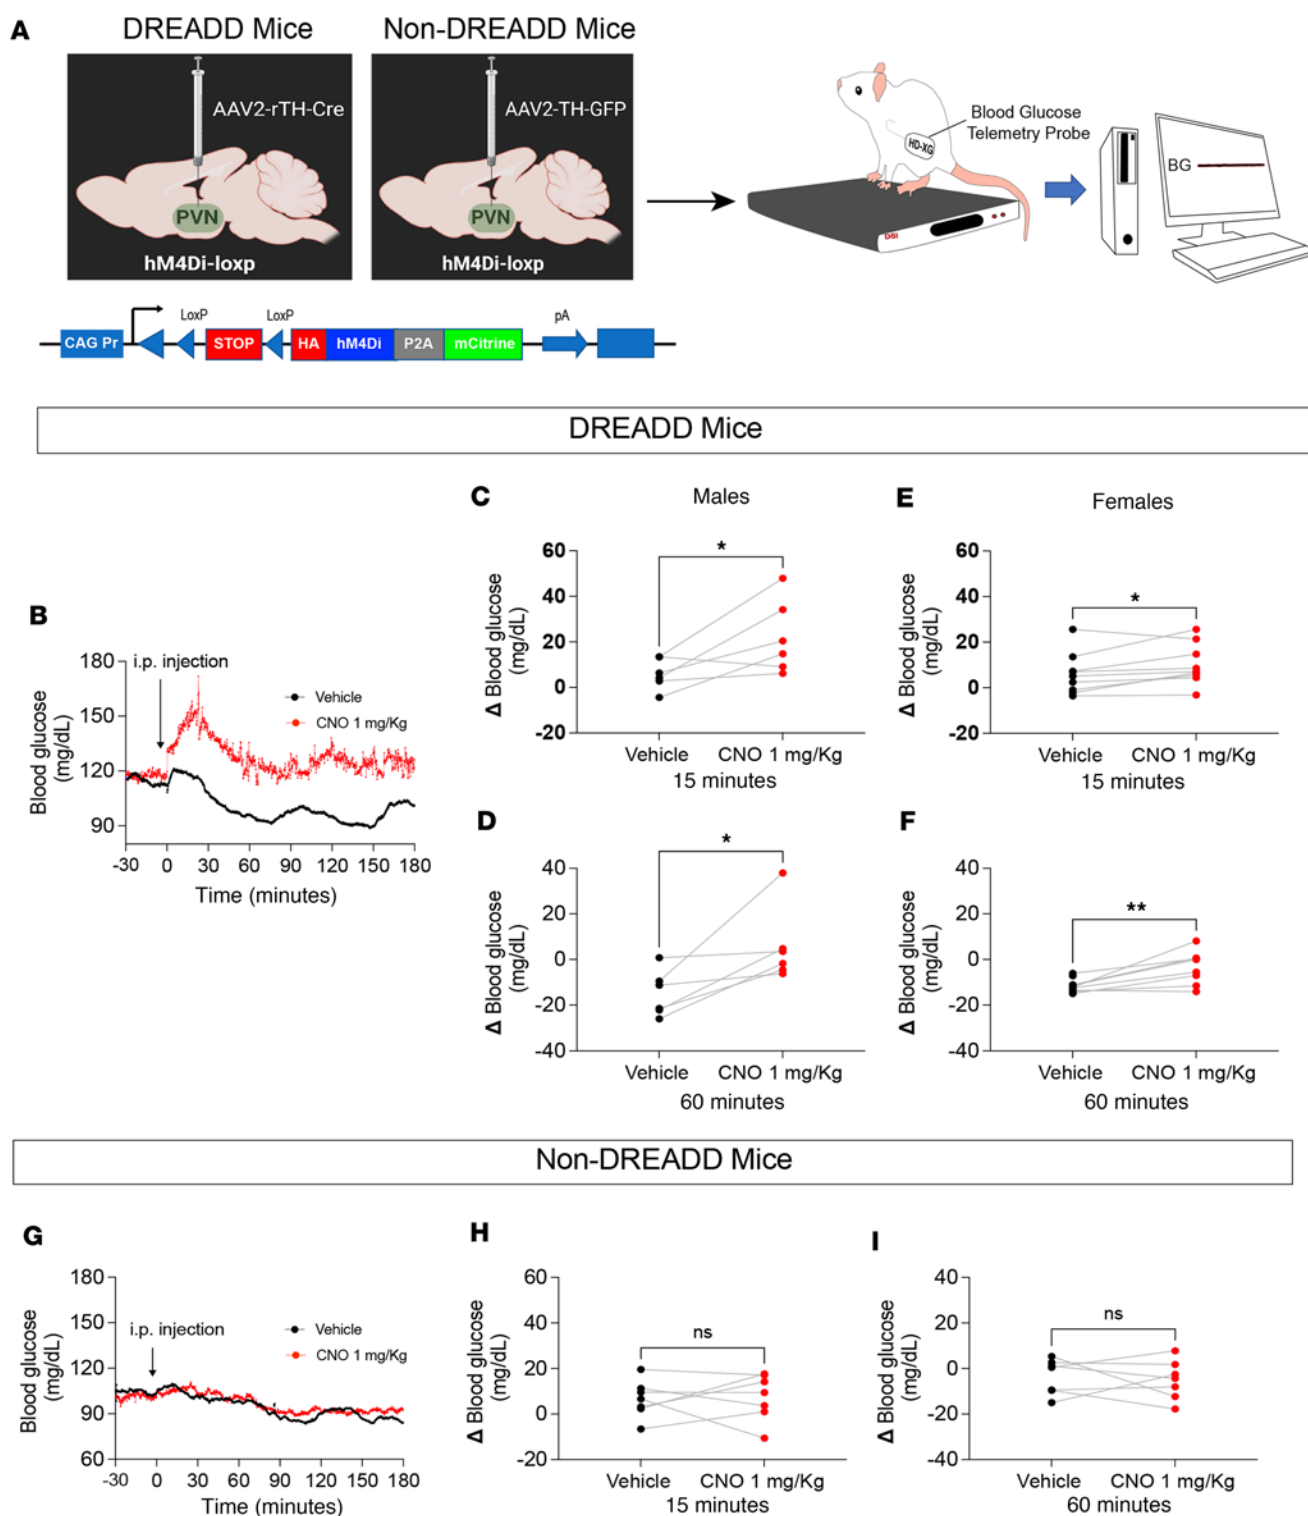 A
DREADD Mice
Non-DREADD Mice
AAV2-rTH-Cre
AAV2-TH-GFP
PVN
PVN
hM4Di-loxp
hM4Di-loxp
Blood Glucose
Telemetry Probe
HD-XG
DSI
BG
LoxP
LoxP
pA
CAG Pr
STOP
HA
hM4Di
P2A
mCitrine
DREADD Mice
B
180
150
120
90
-30 0 30 60 90 120 150 180
Blood glucose
(mg/dL)
Time (minutes)
i.p. injection
Vehicle
CNO 1 mg/Kg
C
Males
60
40
20
0
-20
Δ Blood glucose
(mg/dL)
*
Vehicle CNO 1 mg/Kg
15 minutes
E
Females
60
40
20
0
-20
Δ Blood glucose
(mg/dL)
*
Vehicle CNO 1 mg/Kg
15 minutes
D
40
20
0
-20
-40
Δ Blood glucose
(mg/dL)
*
Vehicle CNO 1 mg/Kg
60 minutes
F
40
20
0
-20
-40
Δ Blood glucose
(mg/dL)
**
Vehicle CNO 1 mg/Kg
60 minutes
Non-DREADD Mice
G
180
150
120
90
60
-30 0 30 60 90 120 150 180
Blood glucose
(mg/dL)
Time (minutes)
i.p. injection
Vehicle
CNO 1 mg/Kg
H
60
40
20
0
-20
Δ Blood glucose
(mg/dL)
ns
Vehicle CNO 1 mg/Kg
15 minutes
I
40
20
0
-20
-40
Δ Blood glucose
(mg/dL)
ns
Vehicle CNO 1 mg/Kg
60 minutes